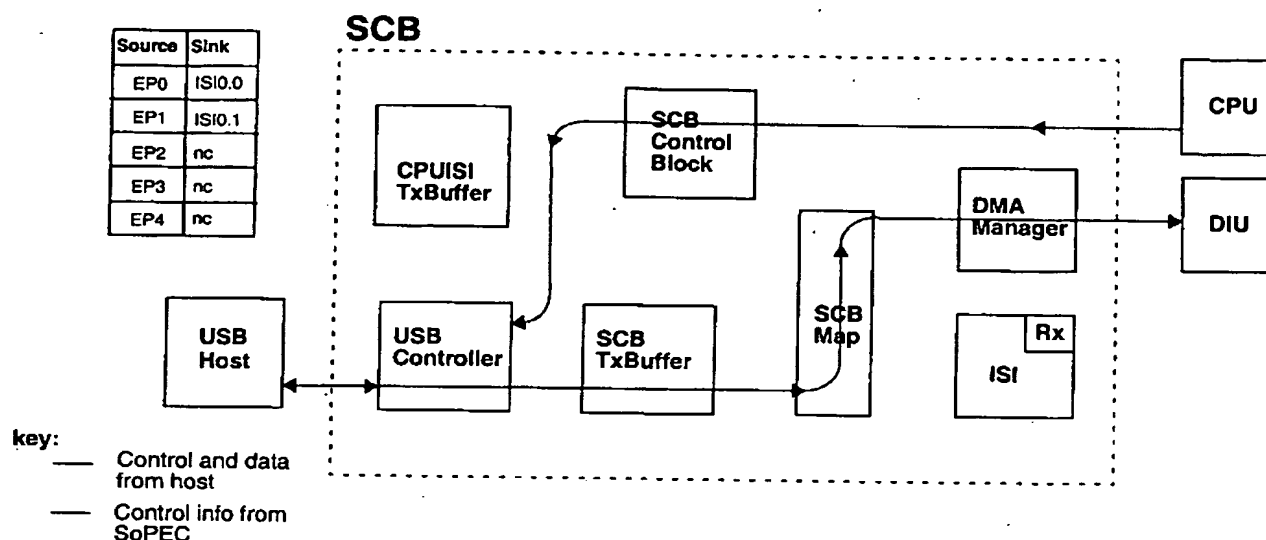 SCB
Source Sink
EP0 ISI0.0
EP1 ISI0.1
EP2 nc
EP3 nc
EP4 nc
CPUISI
TxBuffer
SCB
Control
Block
CPU
DMA
Manager
DIU
USB
Host
USB
Controller
SCB
TxBuffer
SCB
Map
Rx
ISI
key:
Control and data
from host
Control info from
SoPEC